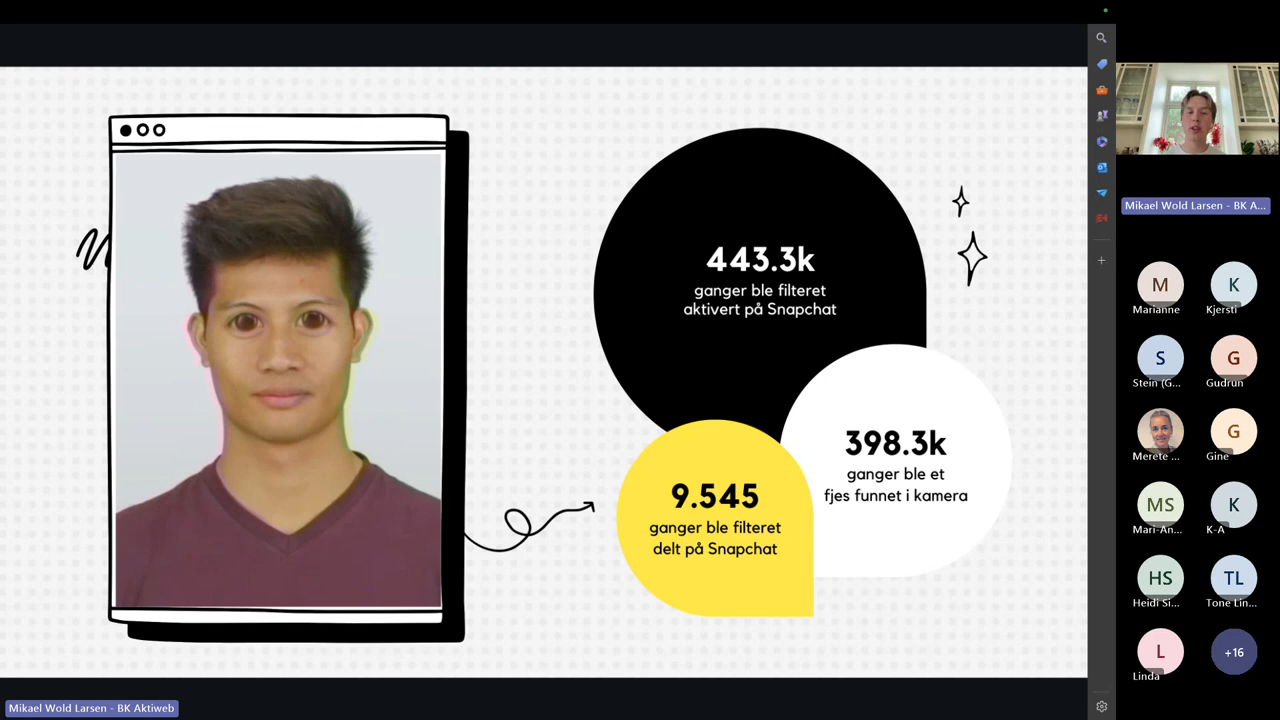 443.3k
ganger ble filteret
aktivert på Snapchat
398.3k
ganger ble et
fjes funnet i kamera
9.545
ganger ble filteret
delt på Snapchat
Mikael Wold Larsen - BK Aktiweb
Mikael Wold Larsen - BK A...
M
Marianne
K
Kjersti
S
Stein (G...
G
Gudrun
Merete ...
G
Gine
MS
Mari-An...
K
K-A
HS
Heidi Si...
TL
Tone Lin...
L
Linda
+16